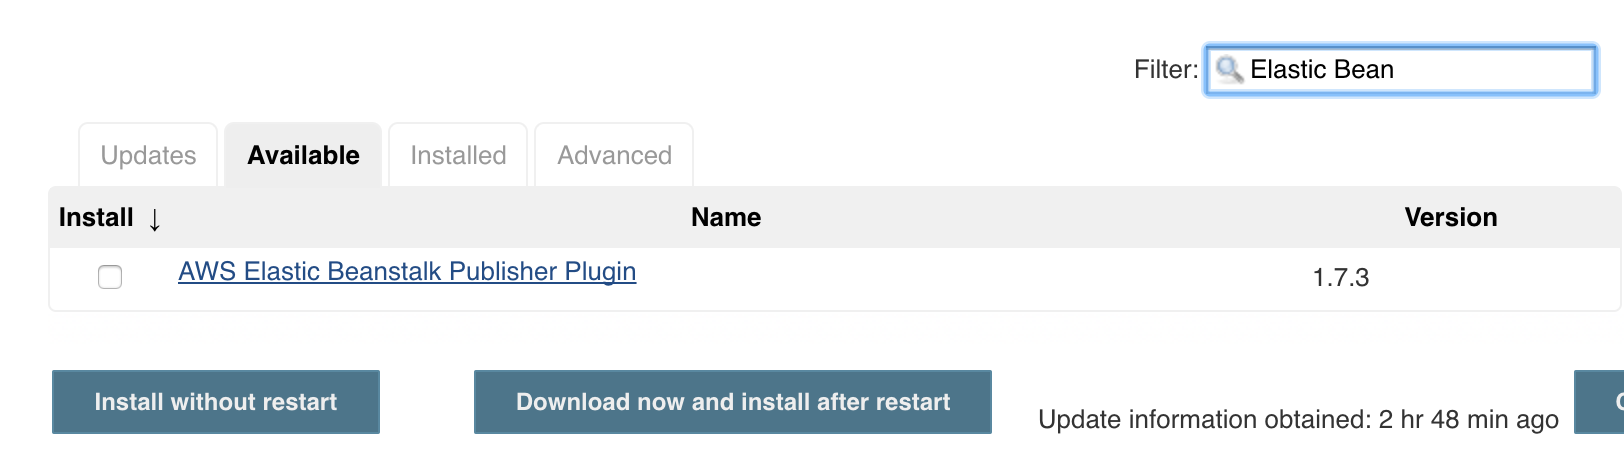 Filter: Elastic Bean
Updates Available Installed Advanced
Install ↓ Name Version
AWS Elastic Beanstalk Publisher Plugin 1.7.3
Install without restart Download now and install after restart Update information obtained: 2 hr 48 min ago